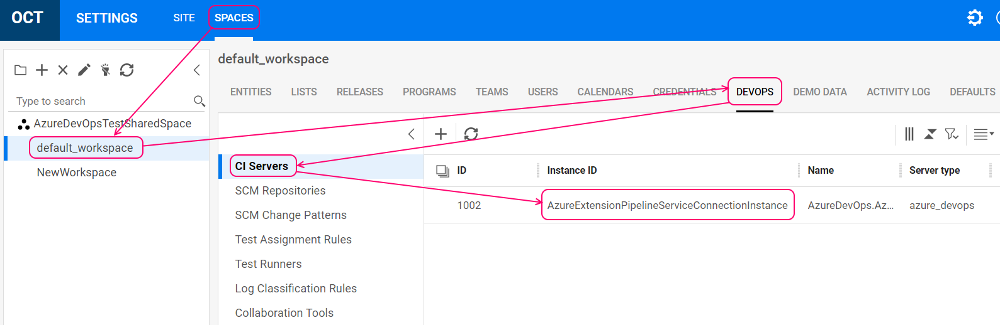 OCT SETTINGS SITE SPACES
default_workspace
ENTITIES LISTS RELEASES PROGRAMS TEAMS USERS CALENDARS CREDENTIALS DEVOPS DEMO DATA ACTIVITY LOG DEFAULTS
Type to search
AzureDevOpsTestSharedSpace
default_workspace
NewWorkspace
CI Servers
SCM Repositories
SCM Change Patterns
Test Assignment Rules
Test Runners
Log Classification Rules
Collaboration Tools
ID Instance ID Name Server type
1002 AzureExtensionPipelineServiceConnectionInstance AzureDevOps.Az... azure_devops